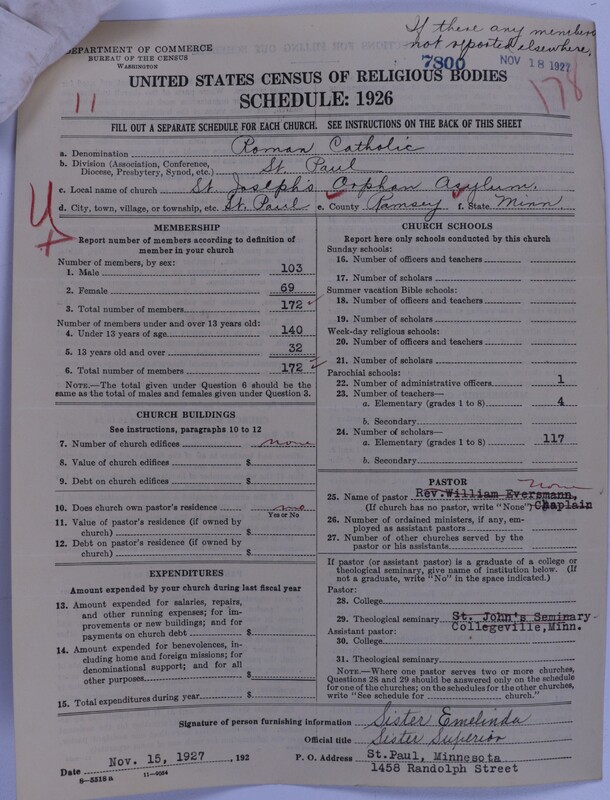 If there any members
not reported elsewhere.
DEPARTMENT OF COMMERCE
BUREAU OF THE CENSUS
WASHINGTON
7800 NOV 18 1927
11
178
UNITED STATES CENSUS OF RELIGIOUS BODIES
SCHEDULE: 1926
FILL OUT A SEPARATE SCHEDULE FOR EACH CHURCH. SEE INSTRUCTIONS ON THE BACK OF THIS SHEET
a. Denomination Roman Catholic
b. Division (Association, Conference, Diocese, Presbytery, Synod, etc.) St. Paul
c. Local name of church St. Joseph's Orphan Asylum.
d. City, town, village, or township, etc. St. Paul e. County Ramsey f. State Minn
MEMBERSHIP
Report number of members according to definition of
member in your church
Number of members, by sex:
1. Male 103
2. Female 69
3. Total number of members 172
Number of members under and over 13 years old:
4. Under 13 years of age 140
5. 13 years old and over 32
6. Total number of members 172
NOTE.—The total given under Question 6 should be
same as the total of males and females given under Question 3.
CHURCH BUILDINGS
See instructions, paragraphs 10 to 12
7. Number of church edifices none
8. Value of church edifices $
9. Debt on church edifices $
10. Does church own pastor's residence no
Yes or No
11. Value of pastor's residence (if owned by
church) $
12. Debt on pastor's residence (if owned by
church) $
EXPENDITURES
Amount expended by your church during last fiscal year
13. Amount expended for salaries, repairs,
and other running expenses; for im-
provements or new buildings; and for
payments on church debt $
14. Amount expended for benevolences, in-
cluding home and foreign missions; for
denominational support; and for all
other purposes $
15. Total expenditures during year $
CHURCH SCHOOLS
Report here only schools conducted by this church
Sunday schools:
16. Number of officers and teachers
17. Number of scholars
Summer vacation Bible schools:
18. Number of officers and teachers
19. Number of scholars
Week-day religious schools:
20. Number of officers and teachers
21. Number of scholars
Parochial schools:
22. Number of administrative officers 1
23. Number of teachers—
a. Elementary (grades 1 to 8) 4
b. Secondary
24. Number of scholars—
a. Elementary (grades 1 to 8) 117
b. Secondary
PASTOR
none
25. Name of pastor Rev. William Eversmann,
(If church has no pastor, write "None") Chaplain
26. Number of ordained ministers, if any, em-
ployed as assistant pastors
27. Number of other churches served by the
pastor or his assistants
If pastor (or assistant pastor) is a graduate of a college or
theological seminary, give name of institution below. (If
not a graduate, write "No" in the space indicated.)
Pastor:
28. College
29. Theological seminary St. John's Seminary
Collegeville, Minn.
Assistant pastor:
30. College
31. Theological seminary
NOTE.—Where one pastor serves two or more churches,
Questions 28 and 29 should be answered only on the schedule
for one of the churches; on the schedules for the other churches,
write "See schedule for church."
Signature of person furnishing information Sister Emelinda
Official title Sister Superior
Date Nov. 15, 1927, 192 P. O. Address St. Paul, Minnesota
1458 Randolph Street
8—5518 a 11—9084